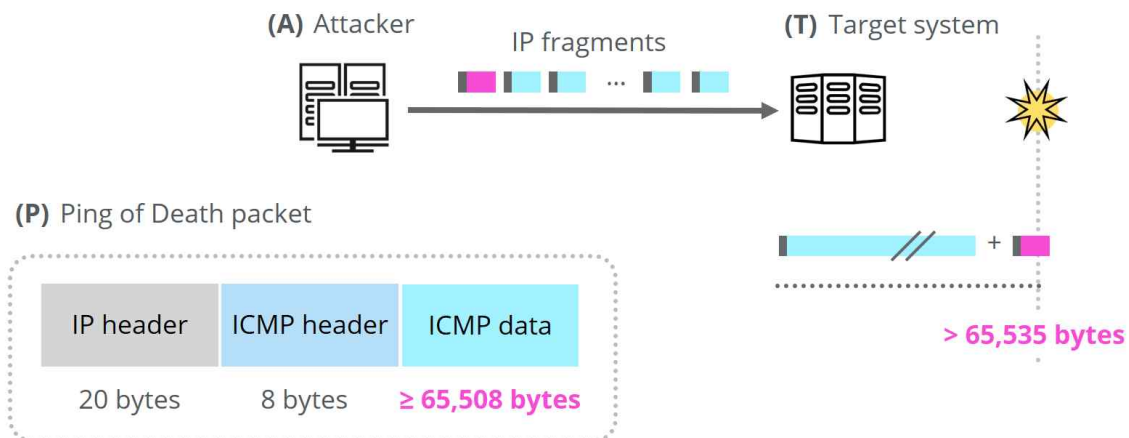 (A) Attacker
IP fragments
(T) Target system
...
(P) Ping of Death packet
+
IP header
ICMP header
ICMP data
20 bytes
8 bytes
≥ 65,508 bytes
> 65,535 bytes